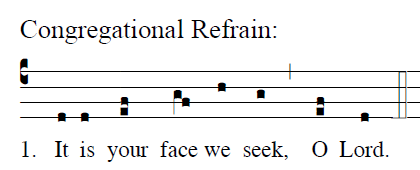 Congregational Refrain:
1. It is your face we seek, O Lord.